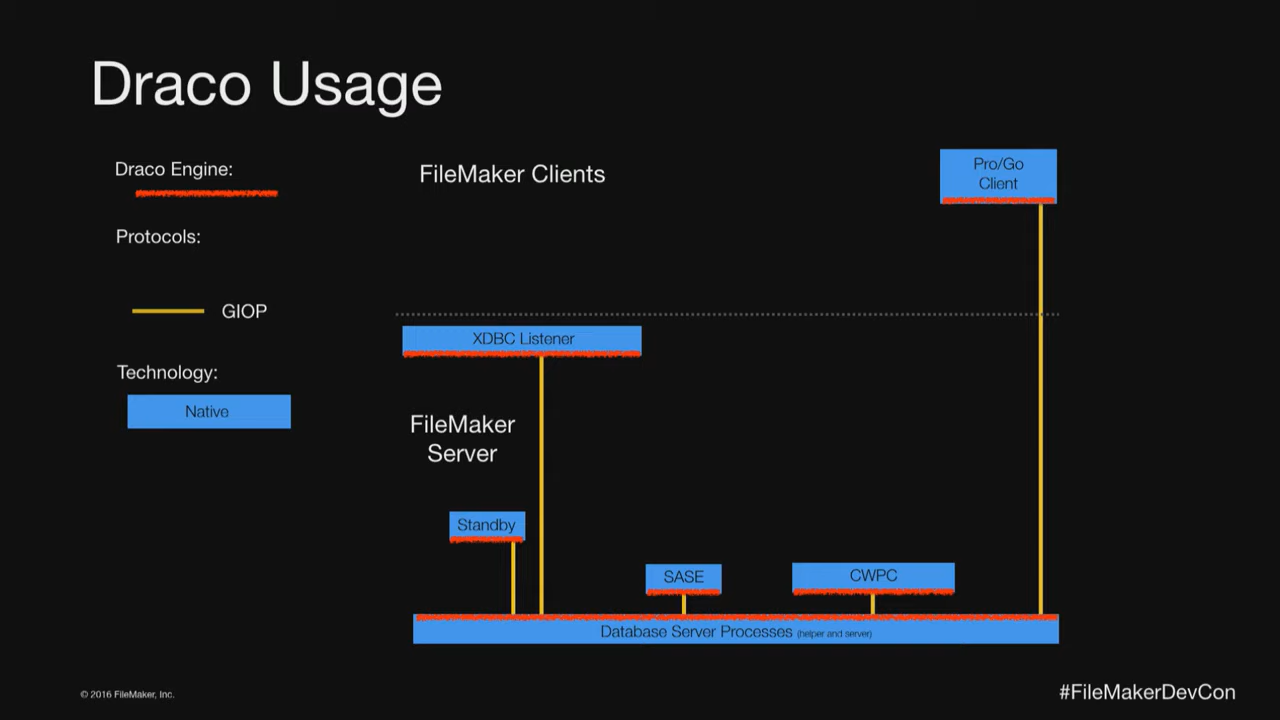 Draco Usage
Draco Engine:
Protocols:
GIOP
Technology:
Native
FileMaker Clients
Pro/Go
Client
XDBC Listener
FileMaker
Server
Standby
SASE
CWPC
Database Server Processes (helper and server)
© 2016 FileMaker, Inc.
#FileMakerDevCon